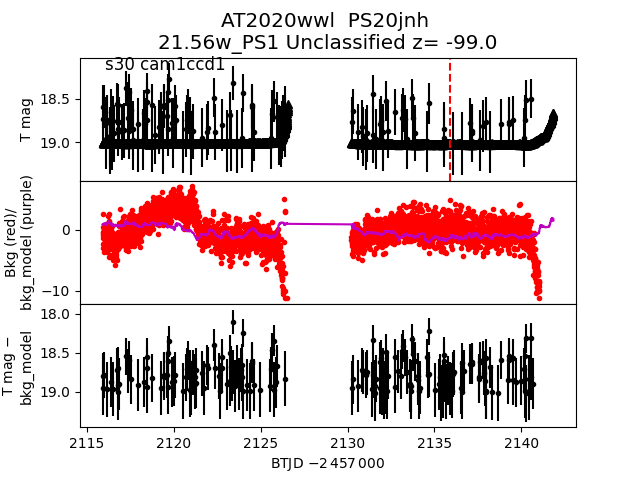 AT2020wwl  PS20jnh
21.56w_PS1 Unclassified z= -99.0
s30 cam1ccd1
T mag
18.5
19.0
Bkg (red)/
bkg_model (purple)
0
−10
T mag −
bkg_model
18.0
18.5
19.0
2115
2120
2125
2130
2135
2140
BTJD −2 457 000